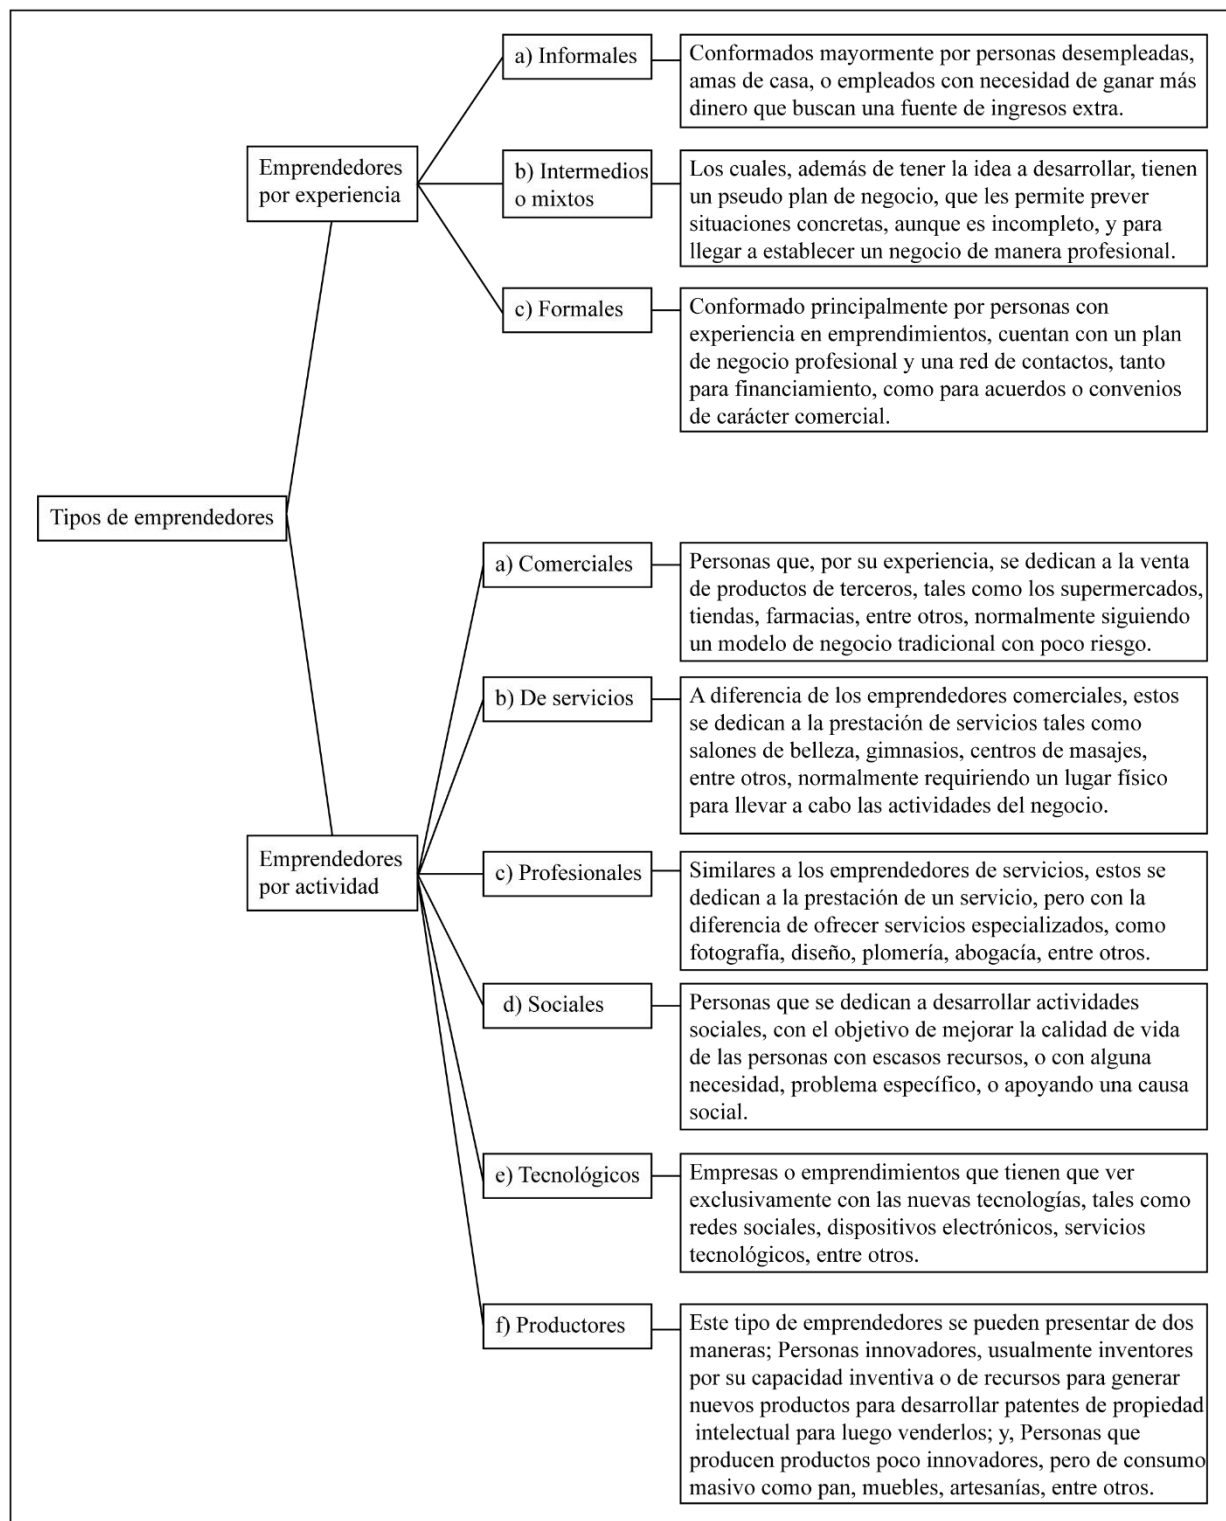 Tipos de emprendedores
Emprendedores
por experiencia
a) Informales
Conformados mayormente por personas desempleadas,
amas de casa, o empleados con necesidad de ganar más
dinero que buscan una fuente de ingresos extra.
b) Intermedios
o mixtos
Los cuales, además de tener la idea a desarrollar, tienen
un pseudo plan de negocio, que les permite prever
situaciones concretas, aunque es incompleto, y para
llegar a establecer un negocio de manera profesional.
c) Formales
Conformado principalmente por personas con
experiencia en emprendimientos, cuentan con un plan
de negocio profesional y una red de contactos, tanto
para financiamiento, como para acuerdos o convenios
de carácter comercial.
Emprendedores
por actividad
a) Comerciales
Personas que, por su experiencia, se dedican a la venta
de productos de terceros, tales como los supermercados,
tiendas, farmacias, entre otros, normalmente siguiendo
un modelo de negocio tradicional con poco riesgo.
b) De servicios
A diferencia de los emprendedores comerciales, estos
se dedican a la prestación de servicios tales como
salones de belleza, gimnasios, centros de masajes,
entre otros, normalmente requiriendo un lugar físico
para llevar a cabo las actividades del negocio.
c) Profesionales
Similares a los emprendedores de servicios, estos se
dedican a la prestación de un servicio, pero con la
diferencia de ofrecer servicios especializados, como
fotografía, diseño, plomería, abogacía, entre otros.
d) Sociales
Personas que se dedican a desarrollar actividades
sociales, con el objetivo de mejorar la calidad de vida
de las personas con escasos recursos, o con alguna
necesidad, problema específico, o apoyando una causa
social.
e) Tecnológicos
Empresas o emprendimientos que tienen que ver
exclusivamente con las nuevas tecnologías, tales como
redes sociales, dispositivos electrónicos, servicios
tecnológicos, entre otros.
f) Productores
Este tipo de emprendedores se pueden presentar de dos
maneras; Personas innovadores, usualmente inventores
por su capacidad inventiva o de recursos para generar
nuevos productos para desarrollar patentes de propiedad
intelectual para luego venderlos; y, Personas que
producen productos poco innovadores, pero de consumo
masivo como pan, muebles, artesanías, entre otros.